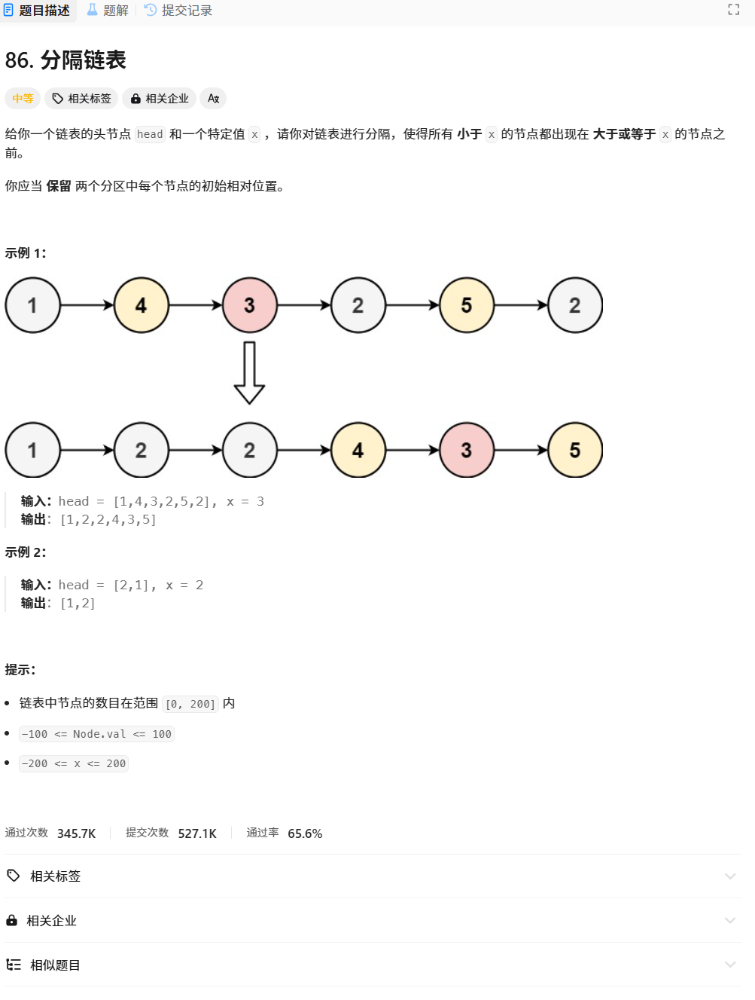 题目描述 题解 提交记录
86. 分隔链表
中等 相关标签 相关企业 Aż
给你一个链表的头节点 head 和一个特定值 x ，请你对链表进行分隔，使得所有 小于 x 的节点都出现在 大于或等于 x 的节点之
前。
你应当 保留 两个分区中每个节点的初始相对位置。
示例 1：
1 4 3 2 5 2
1 2 2 4 3 5
输入：head = [1,4,3,2,5,2], x = 3
输出：[1,2,2,4,3,5]
示例 2：
输入：head = [2,1], x = 2
输出：[1,2]
提示：
链表中节点的数目在范围 [0, 200] 内
-100 <= Node.val <= 100
-200 <= x <= 200
通过次数 345.7K 提交次数 527.1K 通过率 65.6%
相关标签
相关企业
相似题目